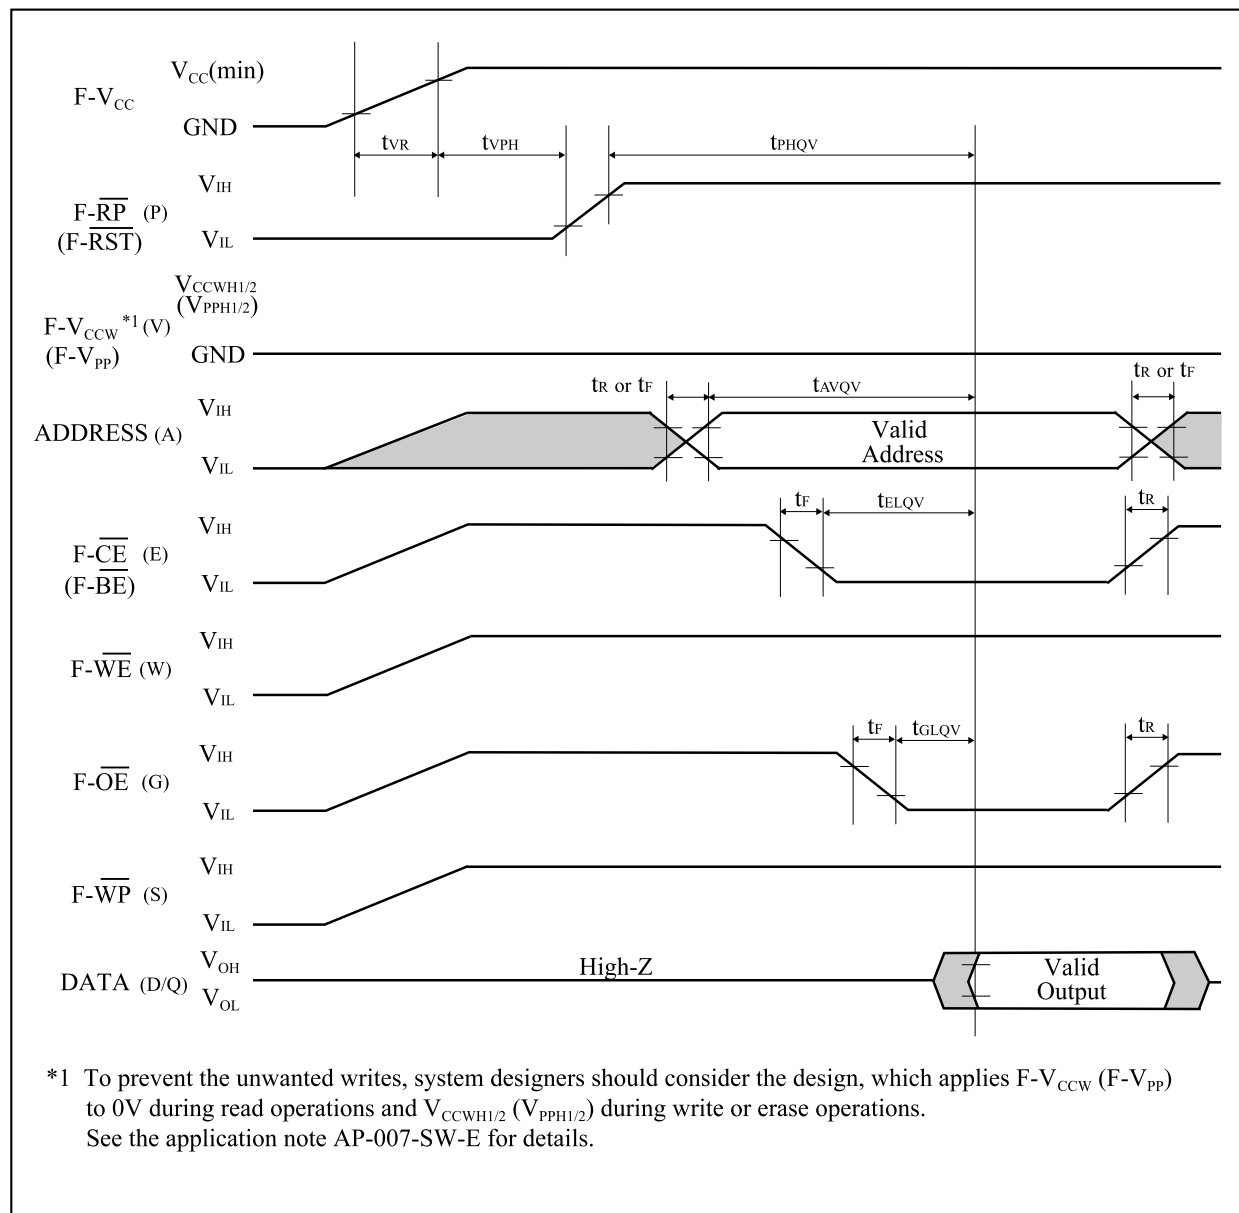 VCC(min)
F-VCC
GND
tVR
tVPH
tPHQV
VIH
F-RP (P)
(F-RST)
VIL
VCCWH1/2
(VPPH1/2)
F-VCCW *1 (V)
(F-VPP)
GND
tR or tF
tAVQV
tR or tF
VIH
ADDRESS (A)
Valid
Address
VIL
tF
tELQV
tR
VIH
F-CE (E)
(F-BE)
VIL
VIH
F-WE (W)
VIL
tF
tGLQV
tR
VIH
F-OE (G)
VIL
VIH
F-WP (S)
VIL
VOH
DATA (D/Q)
VOL
High-Z
Valid
Output
*1 To prevent the unwanted writes, system designers should consider the design, which applies F-VCCW (F-VPP)
to 0V during read operations and VCCWH1/2 (VPPH1/2) during write or erase operations.
See the application note AP-007-SW-E for details.